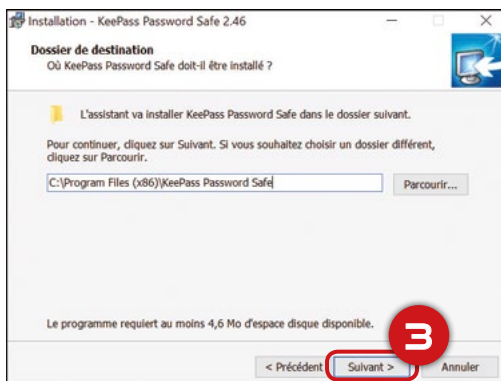 Installation - KeePass Password Safe 2.46
Dossier de destination
Où KeePass Password Safe doit-il être installé ?
L'assistant va installer KeePass Password Safe dans le dossier suivant.
Pour continuer, cliquez sur Suivant. Si vous souhaitez choisir un dossier différent,
cliquez sur Parcourir.
C:\Program Files (x86)\KeePass Password Safe
Parcourir...
Le programme requiert au moins 4,6 Mo d'espace disque disponible.
3
< Précédent
Suivant >
Annuler